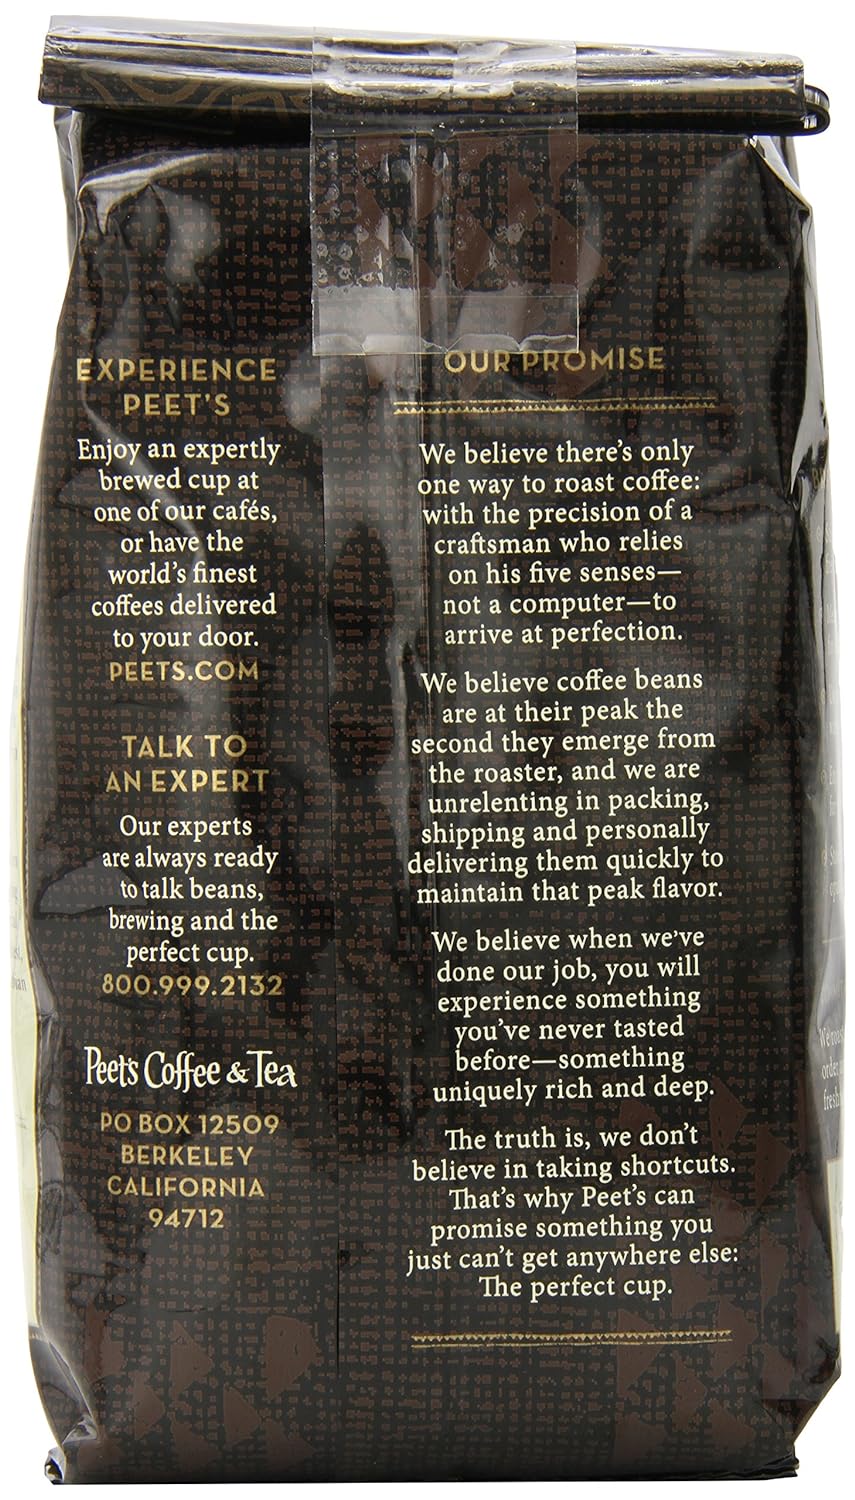 EXPERIENCE
PEET'S
Enjoy an expertly
brewed cup at
one of our cafés,
or have the
world's finest
coffees delivered
to your door.
PEETS.COM
TALK TO
AN EXPERT
Our experts
are always ready
to talk beans,
brewing and the
perfect cup.
800.999.2132
Peet's Coffee & Tea
PO BOX 12509
BERKELEY
CALIFORNIA
94712
OUR PROMISE
We believe there's only
one way to roast coffee:
with the precision of a
craftsman who relies
on his five senses—
not a computer—to
arrive at perfection.
We believe coffee beans
are at their peak the
second they emerge from
the roaster, and we are
unrelenting in packing,
shipping and personally
delivering them quickly to
maintain that peak flavor.
We believe when we've
done our job, you will
experience something
you've never tasted
before—something
uniquely rich and deep.
The truth is, we don't
believe in taking shortcuts.
That's why Peet's can
promise something you
just can't get anywhere else:
The perfect cup.